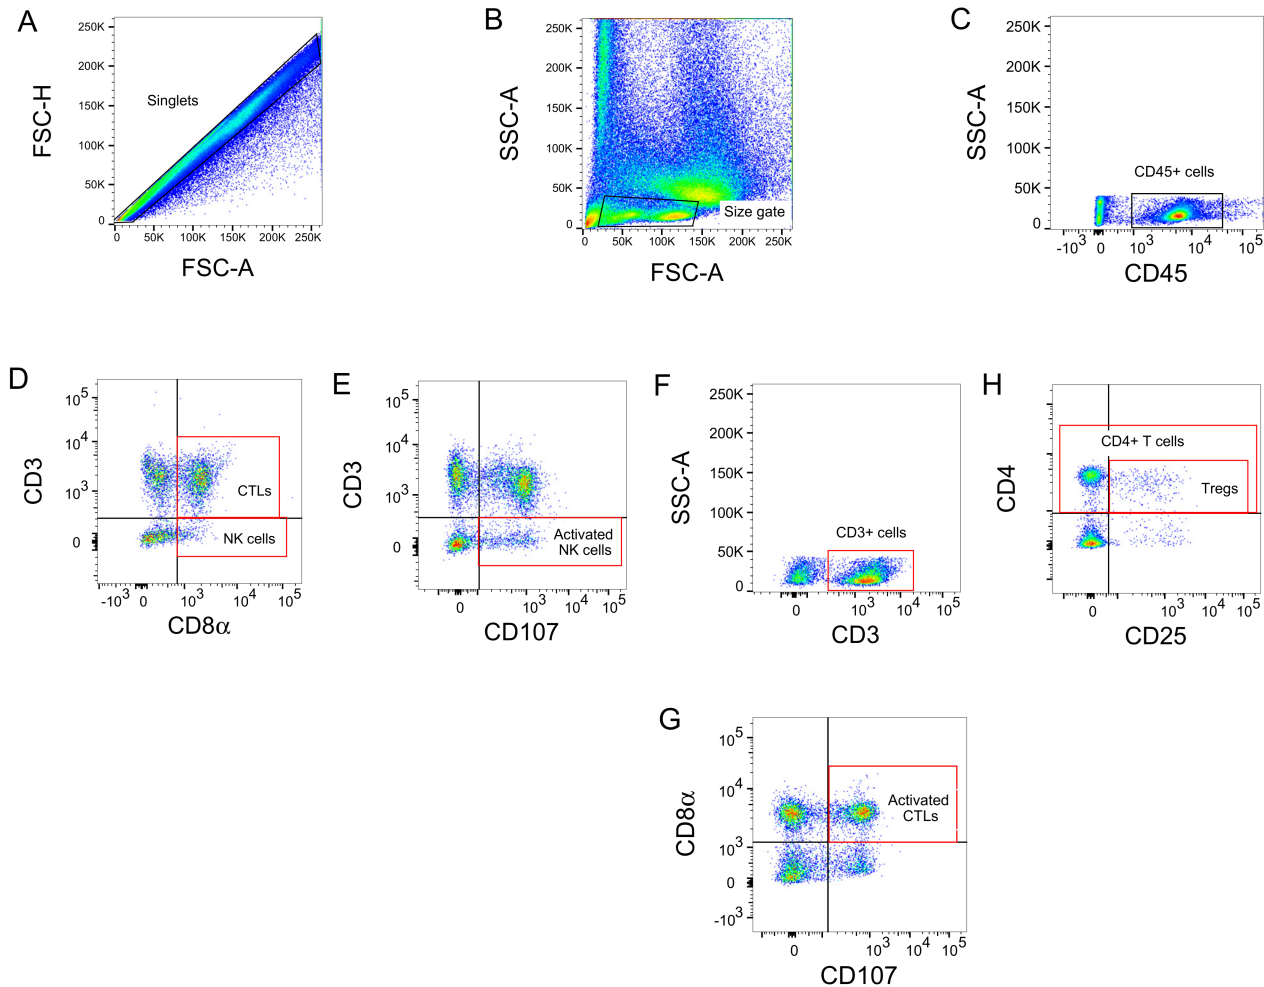 A
FSC-H
250K
200K
150K
100K
50K
0
Singlets
0 50K 100K 150K 200K 250K
FSC-A
B
SSC-A
250K
200K
150K
100K
50K
0
Size gate
0 50K 100K 150K 200K 250K
FSC-A
C
SSC-A
250K
200K
150K
100K
50K
0
CD45+ cells
-10³ 0 10³ 10⁴ 10⁵
CD45
D
CD3
10⁵
10⁴
10³
0
CTLs
NK cells
-10³ 0 10³ 10⁴ 10⁵
CD8α
E
CD3
10⁵
10⁴
10³
0
Activated
NK cells
0 10³ 10⁴ 10⁵
CD107
F
SSC-A
250K
200K
150K
100K
50K
0
CD3+ cells
0 10³ 10⁴ 10⁵
CD3
H
CD4
CD4+ T cells
Tregs
0 10³ 10⁴ 10⁵
CD25
G
CD8α
10⁵
10⁴
10³
0
-10³
Activated
CTLs
0 10³ 10⁴ 10⁵
CD107